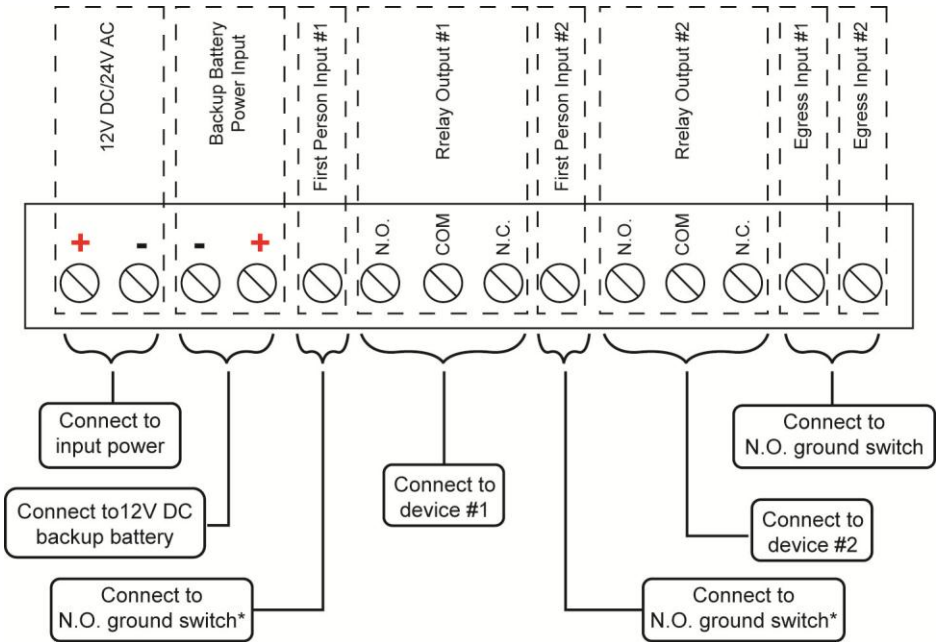 12V DC/24V AC
Backup Battery
Power Input
First Person Input #1
Rrelay Output #1
First Person Input #2
Rrelay Output #2
Egress Input #1
Egress Input #2
+
-
-
+
N.O.
COM
N.C.
N.O.
COM
N.C.
Connect to
input power
Connect to12V DC
backup battery
Connect to
N.O. ground switch*
Connect to
device #1
Connect to
N.O. ground switch
Connect to
device #2
Connect to
N.O. ground switch*